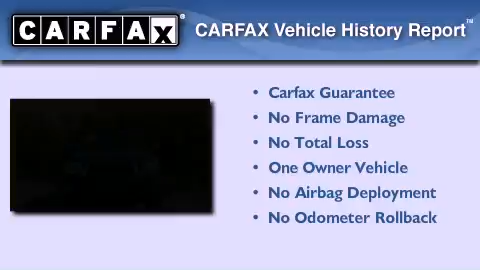 CARFAX® CARFAX Vehicle History Report™
• Carfax Guarantee
• No Frame Damage
• No Total Loss
• One Owner Vehicle
• No Airbag Deployment
• No Odometer Rollback